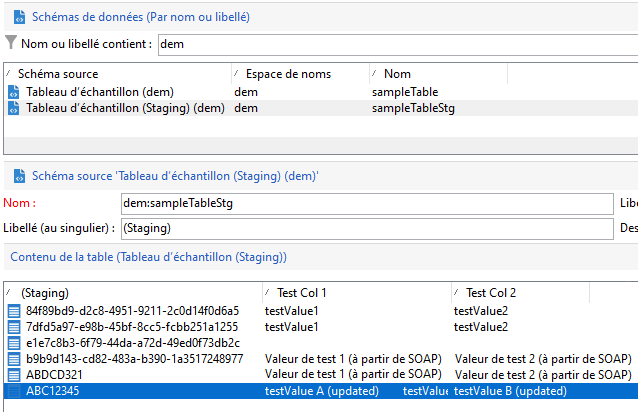 Schémas de données (Par nom ou libellé)
Nom ou libellé contient : dem
Schéma source Espace de noms Nom
Tableau d'échantillon (dem) dem sampleTable
Tableau d'échantillon (Staging) (dem) dem sampleTableStg
Schéma source 'Tableau d'échantillon (Staging) (dem)'
Nom : dem:sampleTableStg Libe
Libellé (au singulier) : (Staging) Des
Contenu de la table (Tableau d'échantillon (Staging))
(Staging) Test Col 1 Test Col 2
84f89bd9-d2c8-4951-9211-2c0d14f0d6a5 testValue1 testValue2
7dfd5a97-e98b-45bf-8cc5-fcbb251a1255 testValue1 testValue2
e1e7c8b3-6f79-44da-a72d-49ed0f73db2c
b9b9d143-cd82-483a-b390-1a3517248977 Valeur de test 1 (à partir de SOAP) Valeur de test 2 (à partir de SOAP)
ABDCD321 Valeur de test 1 (à partir de SOAP) Valeur de test 2 (à partir de SOAP)
ABC12345 testValue A (updated) testValue testValue B (updated)